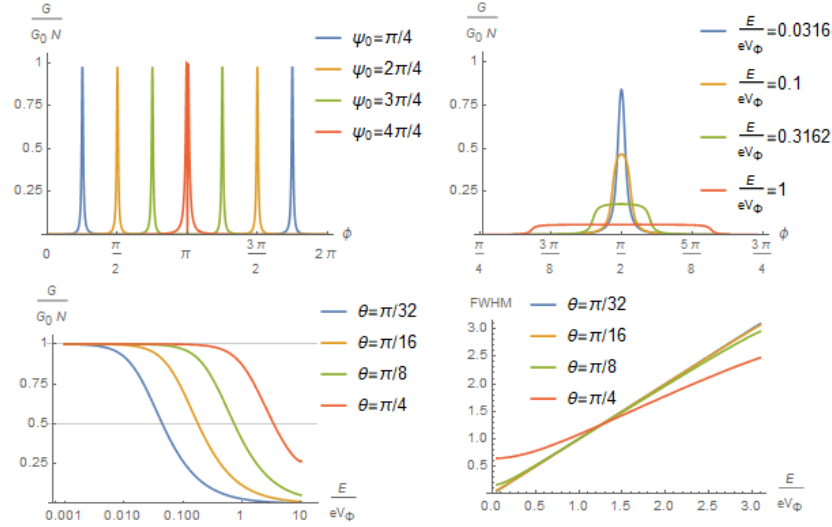 G
G₀ N
ψ₀=π/4
ψ₀=2π/4
ψ₀=3π/4
ψ₀=4π/4
1
0.75
0.5
0.25
0
π
2
π
3π
2
2π
ϕ
G
G₀ N
E
eVΦ
=0.0316
E
eVΦ
=0.1
E
eVΦ
=0.3162
E
eVΦ
=1
1
0.75
0.5
0.25
π
4
3π
8
π
2
5π
8
3π
4
ϕ
G
G₀ N
θ=π/32
θ=π/16
θ=π/8
θ=π/4
1
0.75
0.5
0.25
0.001
0.010
0.100
1
10
E
eVΦ
FWHM
θ=π/32
θ=π/16
θ=π/8
θ=π/4
3.0
2.5
2.0
1.5
1.0
0.5
0.0
0.0
0.5
1.0
1.5
2.0
2.5
3.0
E
eVΦ